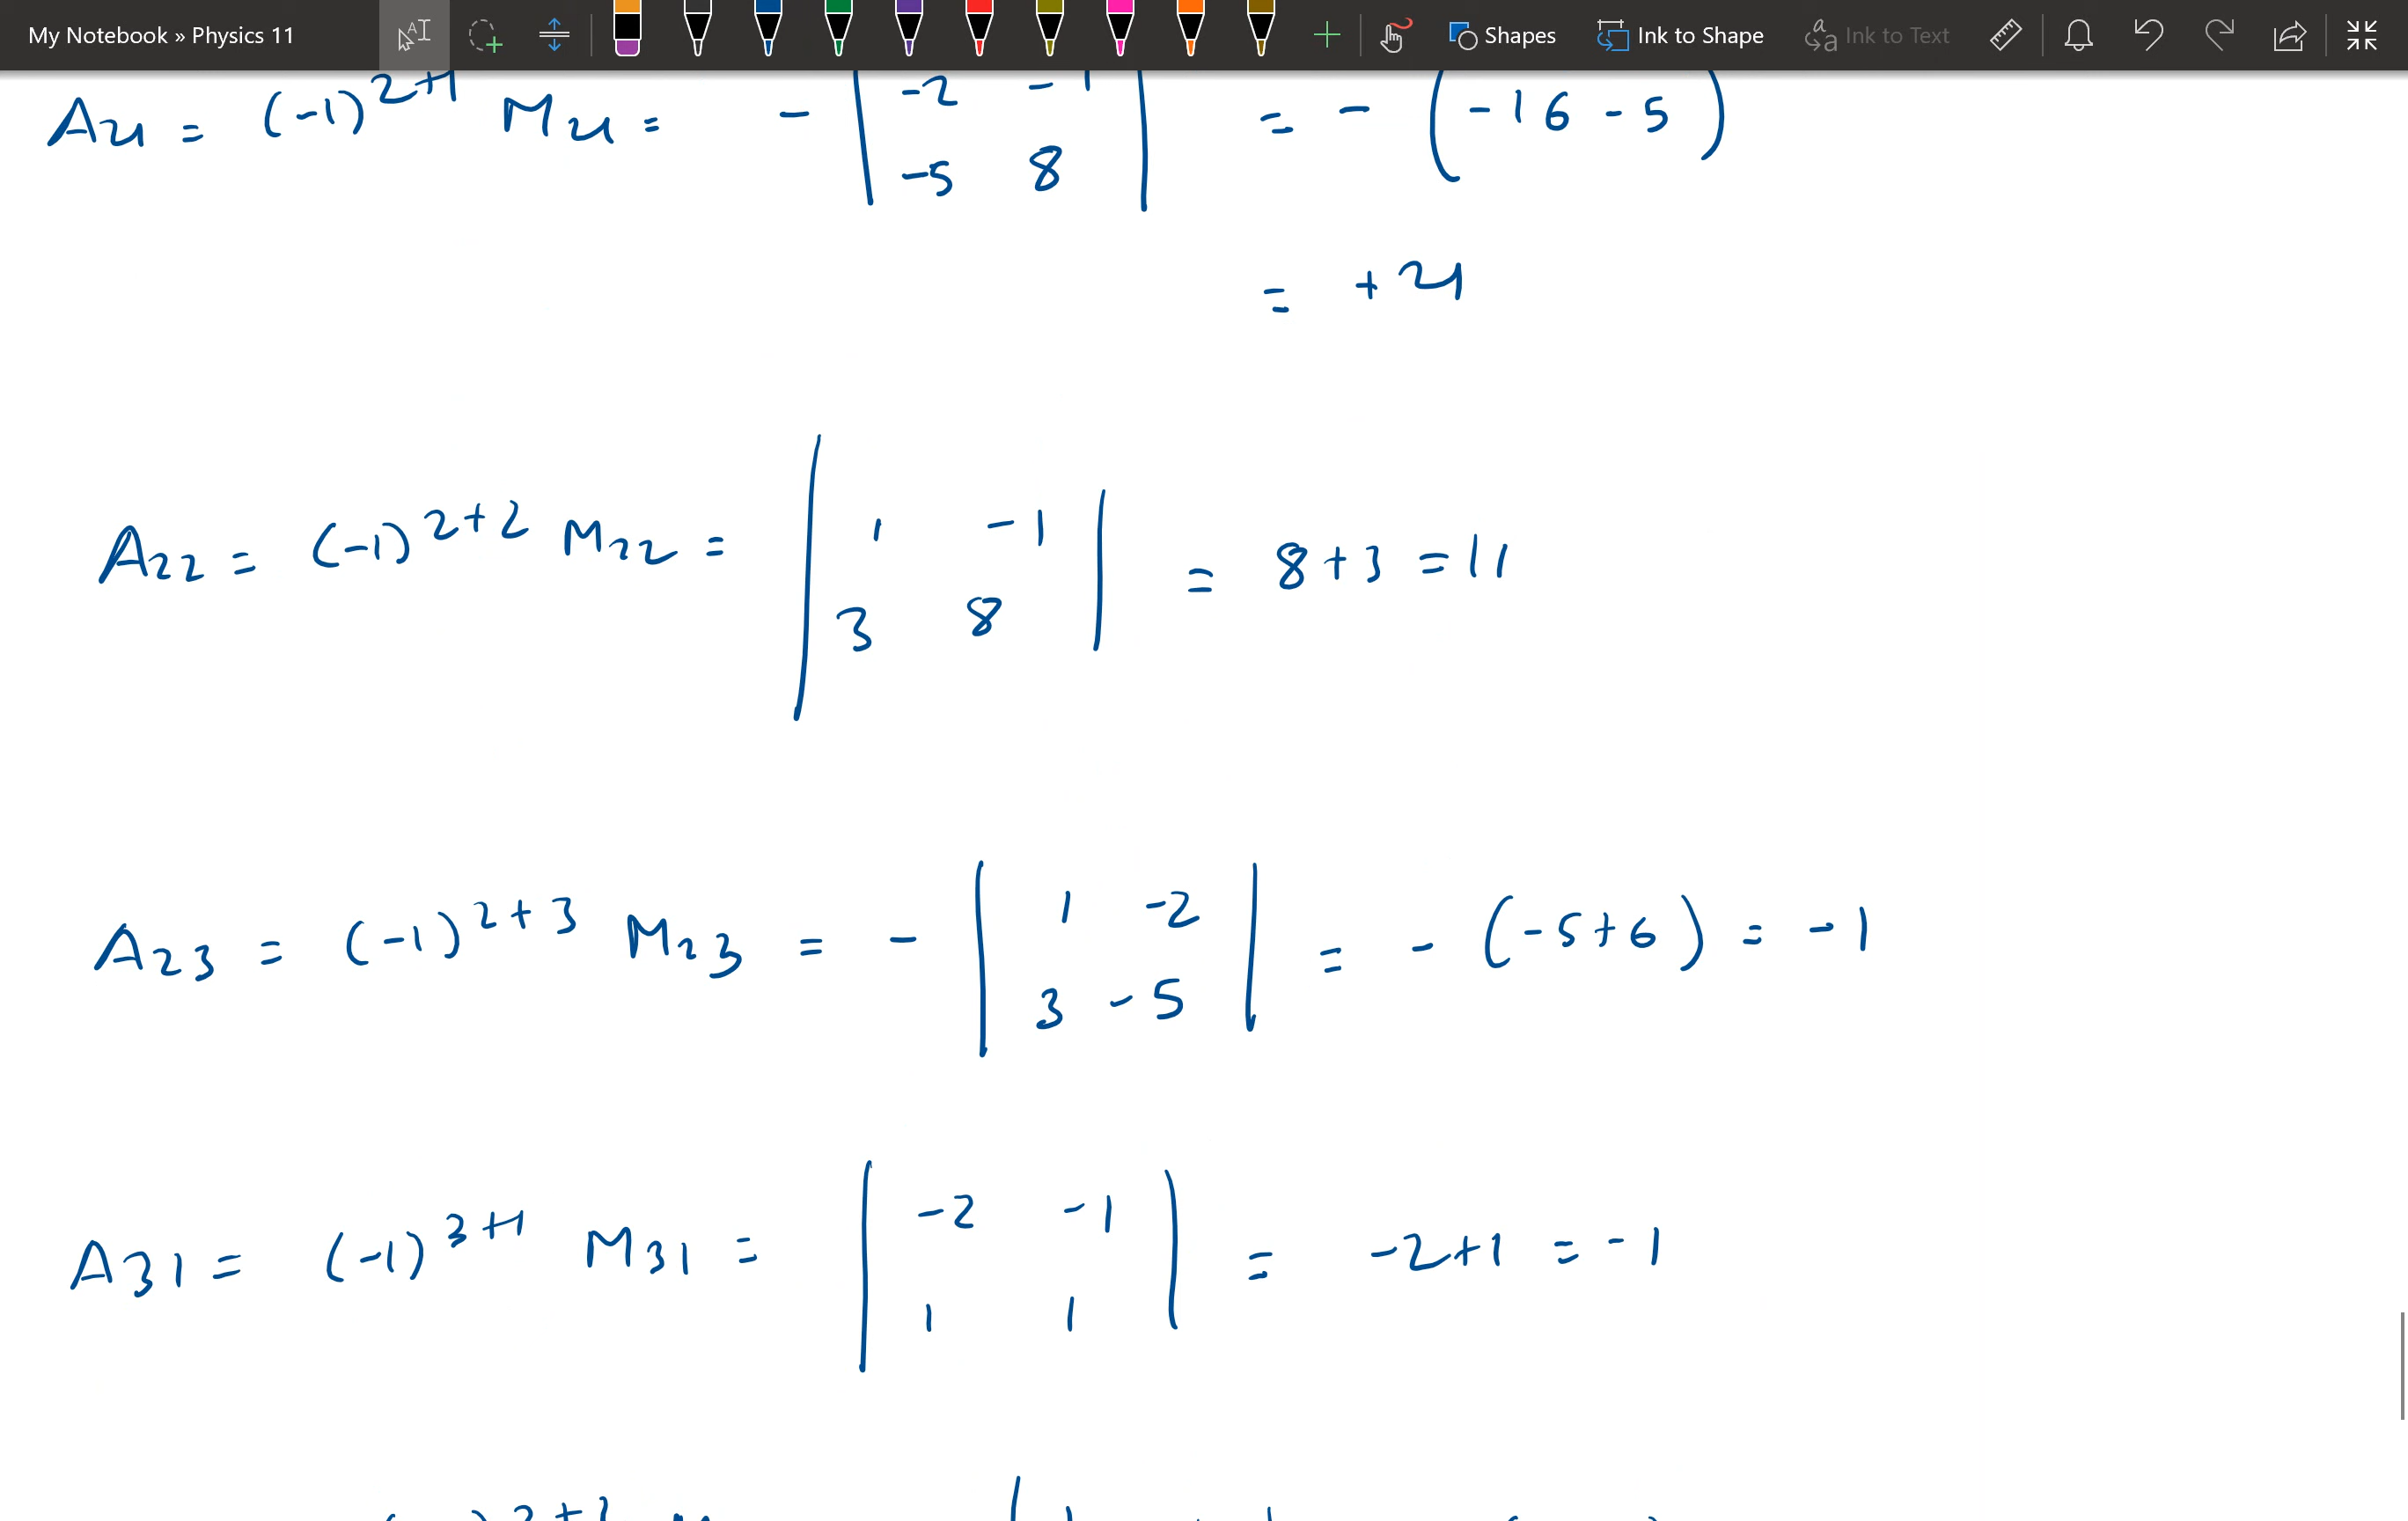 My Notebook » Physics 11 Shapes Ink to Shape Ink to Text
A21 = (-1)^2+1 M21 = - | -2 -1 | = - (-16 - 5)
-5 8
= +21
A22 = (-1)^2+2 M22 = | 1 -1 | = 8+3 = 11
3 8
A23 = (-1)^2+3 M23 = - | 1 -2 | = - (-5+6) = -1
3 -5
A31 = (-1)^3+1 M31 = | -2 -1 | = -2+1 = -1
1 1